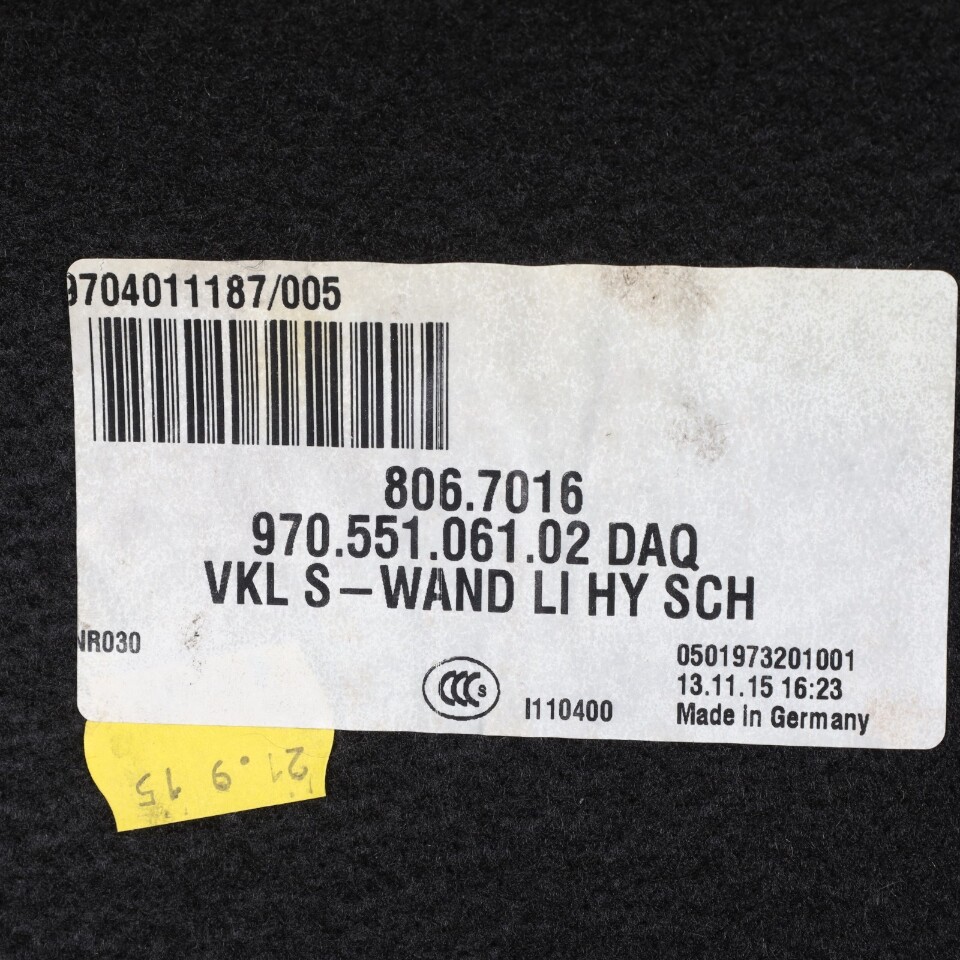 9704011187/005
806.7016
970.551.061.02 DAQ
VKL S-WAND LI HY SCH
NR030
CCC S
I110400
0501973201001
13.11.15 16:23
Made in Germany
21.9 15